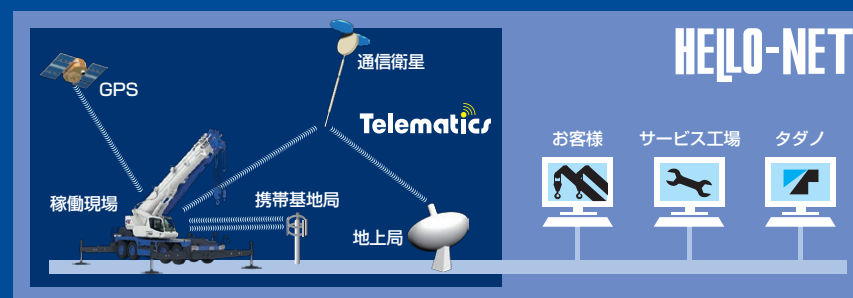 HELLO-NET
通信衛星
GPS
Telematics
お客様 サービス工場 タダノ
稼働現場
携帯基地局
地上局